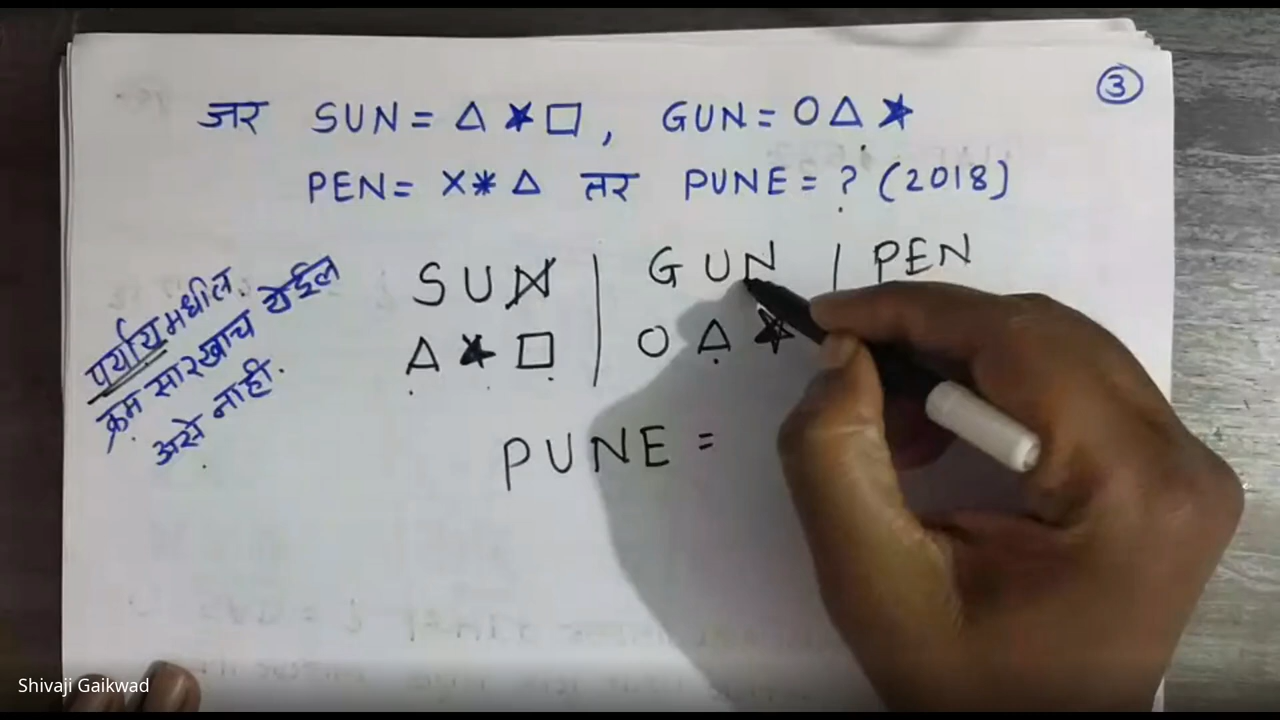 ③
जर SUN = △ ★ □ , GUN = ○ △ ★
PEN = × * △ तर PUNE = ? (2018)
पर्याय मधील
क्रम सारखाच येईल
असे नाही.
SUN | GUN | PEN
△ ★ □ | ○ △ ★
PUNE =
Shivaji Gaikwad